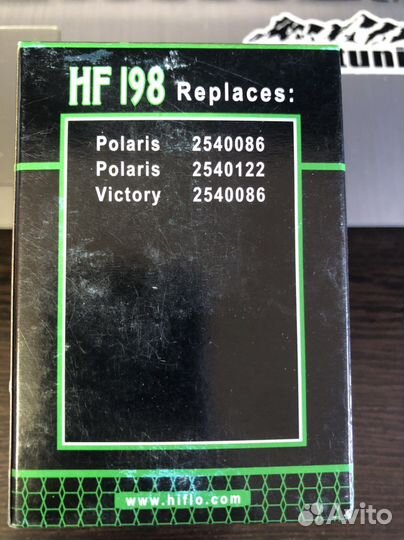 HF198 Replaces:
Polaris 2540086
Polaris 2540122
Victory 2540086
www.hiflo.com
Avito